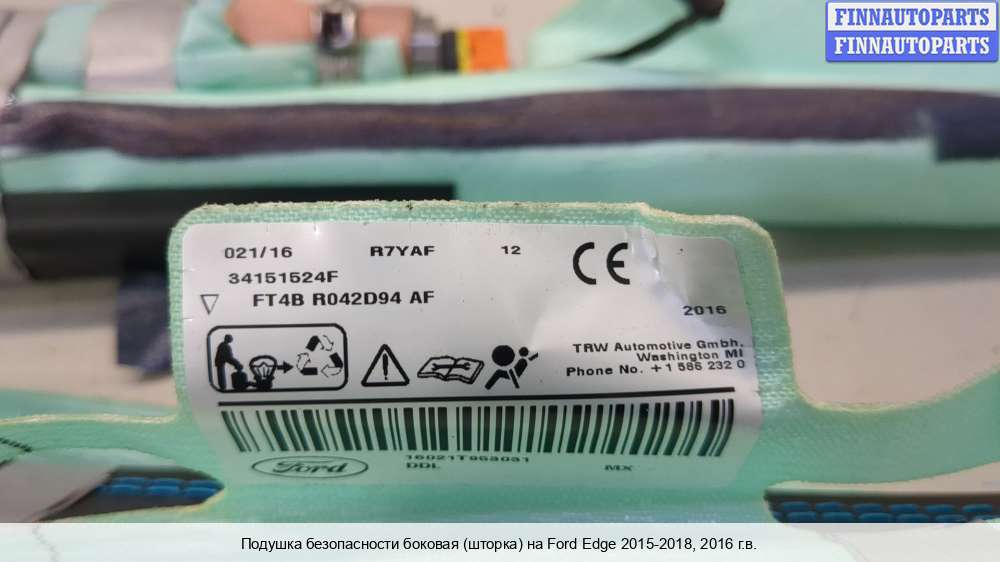 FINNAUTOPARTS
FINNAUTOPARTS
021/16 R7YAF 12
34151524F
FT4B R042D94 AF
CE
2016
TRW Automotive Gmbh.
Washington MI
Phone No. +1 586 232 0
Ford
DDL MX
Подушка безопасности боковая (шторка) на Ford Edge 2015-2018, 2016 г.в.